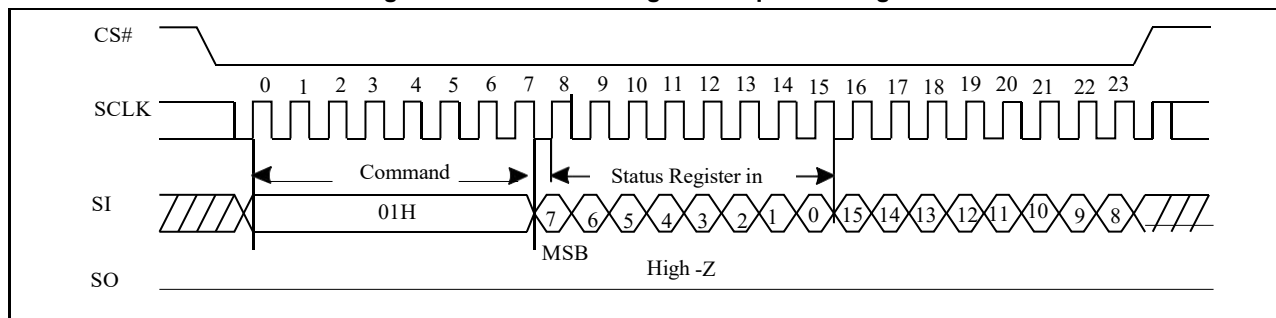 CS#
0 1 2 3 4 5 6 7 8 9 10 11 12 13 14 15 16 17 18 19 20 21 22 23
SCLK
Command Status Register in
SI
01H 7 6 5 4 3 2 1 0 15 14 13 12 11 10 9 8
MSB
High -Z
SO